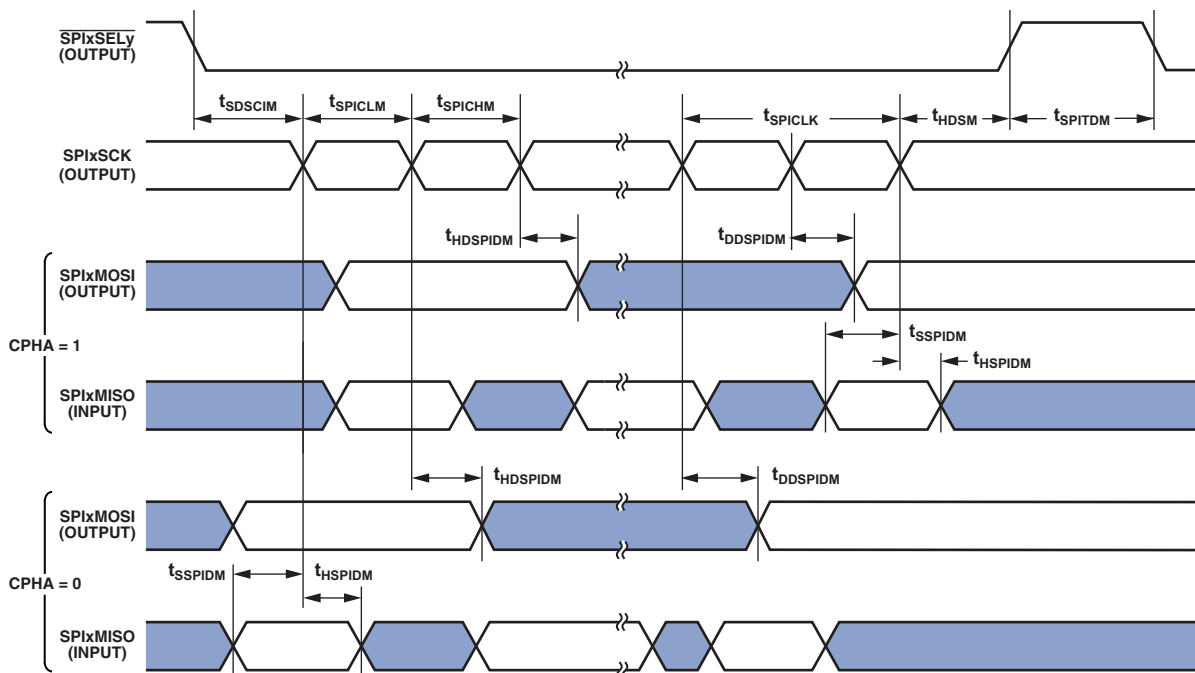 SPIxSELy
(OUTPUT)
tSDSCIM
tSPICLM
tSPICHM
tSPICLK
tHDSM
tSPITDM
SPIxSCK
(OUTPUT)
tHDSPIDM
tDDSPIDM
SPIxMOSI
(OUTPUT)
CPHA = 1
tSSPIDM
tHSPIDM
SPIxMISO
(INPUT)
tHDSPIDM
tDDSPIDM
SPIxMOSI
(OUTPUT)
CPHA = 0
tSSPIDM
tHSPIDM
SPIxMISO
(INPUT)